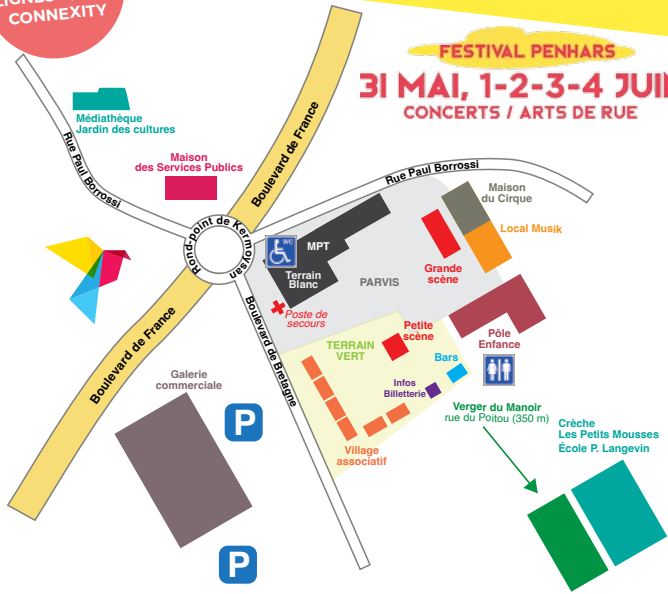 CONNEXITY
FESTIVAL PENHARS
31 MAI, 1-2-3-4 JUI
CONCERTS / ARTS DE RUE
Médiathèque
Jardin des cultures
Rue Paul Borrossi
Maison
des Services Publics
Boulevard de France
Rue Paul Borrossi
Maison
du Cirque
Local Musik
Rond-point de Kermoysan
WC
MPT
Terrain
Blanc
PARVIS
Grande
scène
Poste de
secours
Boulevard de France
Boulevard de Bretagne
TERRAIN
VERT
Petite
scène
Pôle
Enfance
Bars
Infos
Billetterie
Galerie
commerciale
P
Verger du Manoir
rue du Poitou (350 m)
Village
associatif
Crèche
Les Petits Mousses
École P. Langevin
P